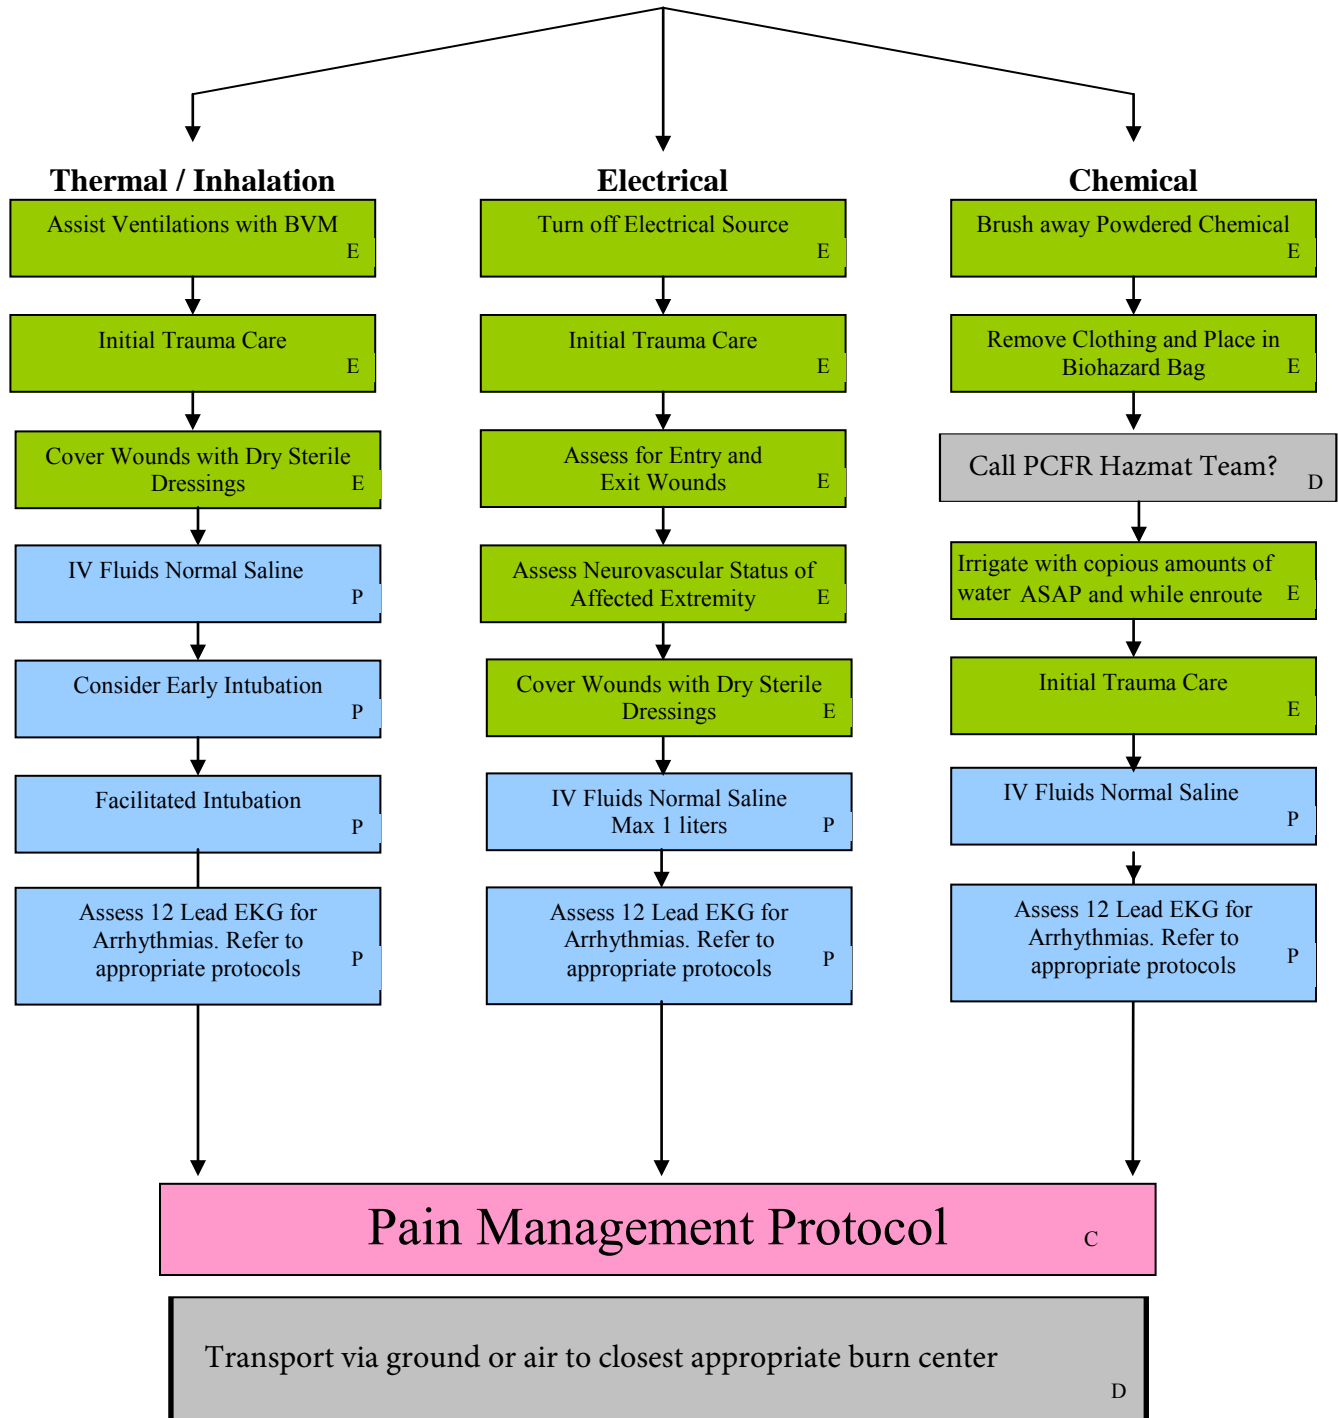 Thermal / Inhalation
Assist Ventilations with BVM
E
Initial Trauma Care
E
Cover Wounds with Dry Sterile
Dressings
E
IV Fluids Normal Saline
P
Consider Early Intubation
P
Facilitated Intubation
P
Assess 12 Lead EKG for
Arrhythmias. Refer to
appropriate protocols
P
Electrical
Turn off Electrical Source
E
Initial Trauma Care
E
Assess for Entry and
Exit Wounds
E
Assess Neurovascular Status of
Affected Extremity
E
Cover Wounds with Dry Sterile
Dressings
E
IV Fluids Normal Saline
Max 1 liters
P
Assess 12 Lead EKG for
Arrhythmias. Refer to
appropriate protocols
P
Chemical
Brush away Powdered Chemical
E
Remove Clothing and Place in
Biohazard Bag
E
Call PCFR Hazmat Team?
D
Irrigate with copious amounts of
water ASAP and while enroute
E
Initial Trauma Care
E
IV Fluids Normal Saline
P
Assess 12 Lead EKG for
Arrhythmias. Refer to
appropriate protocols
P
Pain Management Protocol
C
Transport via ground or air to closest appropriate burn center
D